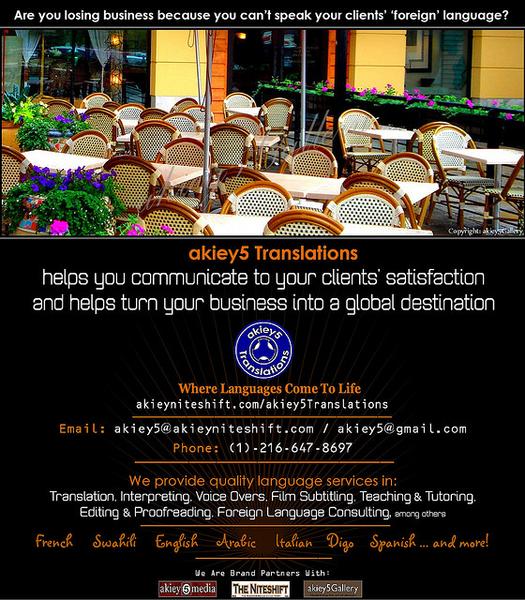 Are you losing business because you can't speak your clients' 'foreign' language?
Copyright: akiey5Gallery
akiey5 Translations
helps you communicate to your clients' satisfaction
and helps turn your business into a global destination
akiey5
Translations
Where Languages Come To Life
akieyniteshift.com/akiey5Translations
Email: akiey5@akieyniteshift.com / akiey5@gmail.com
Phone: (1)-216-647-8697
We provide quality language services in:
Translation, Interpreting, Voice Overs, Film Subtitling, Teaching & Tutoring,
Editing & Proofreading, Foreign Language Consulting, among others
French Swahili English Arabic Italian Digo Spanish ... and more!
We Are Brand Partners With:
akiey5media THE NITESHIFT akiey5Gallery